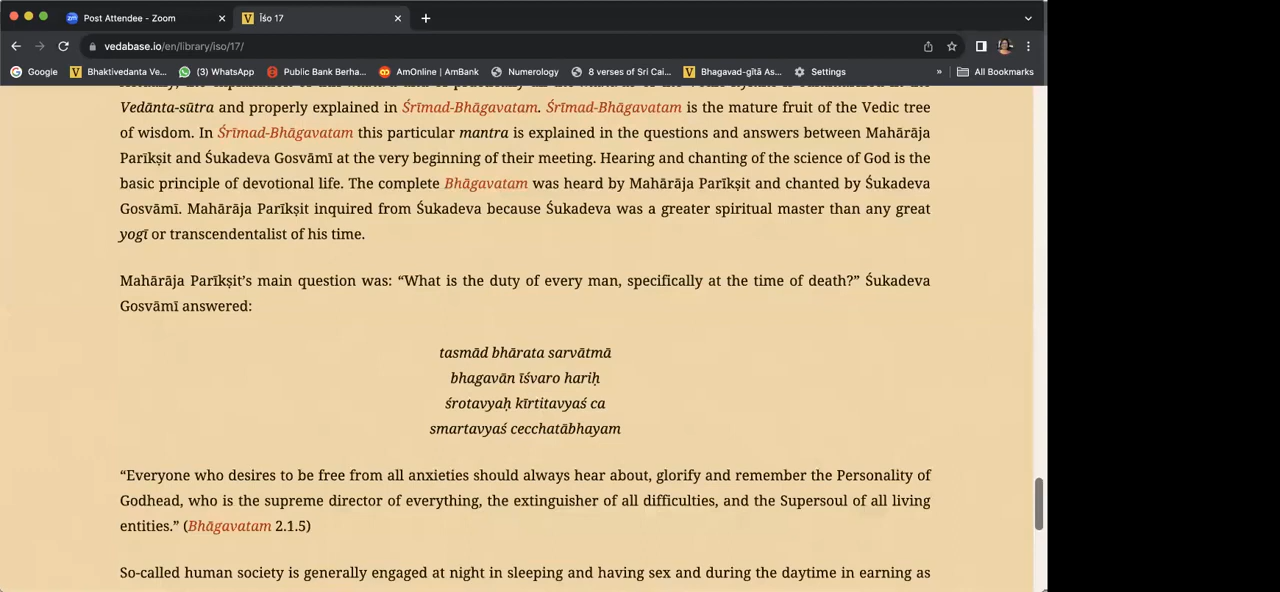 Post Attendee - Zoom
Īśo 17
vedabase.io/en/library/iso/17/
Google
Bhaktivedanta Ve...
(3) WhatsApp
Public Bank Berha...
AmOnline | AmBank
Numerology
8 verses of Sri Cai...
Bhagavad-gītā As...
Settings
»
All Bookmarks
Vedānta-sūtra and properly explained in Śrīmad-Bhāgavatam. Śrīmad-Bhāgavatam is the mature fruit of the Vedic tree
of wisdom. In Śrīmad-Bhāgavatam this particular mantra is explained in the questions and answers between Mahārāja
Parīkṣit and Śukadeva Gosvāmī at the very beginning of their meeting. Hearing and chanting of the science of God is the
basic principle of devotional life. The complete Bhāgavatam was heard by Mahārāja Parīkṣit and chanted by Śukadeva
Gosvāmī. Mahārāja Parīkṣit inquired from Śukadeva because Śukadeva was a greater spiritual master than any great
yogī or transcendentalist of his time.
Mahārāja Parīkṣit’s main question was: “What is the duty of every man, specifically at the time of death?” Śukadeva
Gosvāmī answered:
tasmād bhārata sarvātmā
bhagavān īśvaro hariḥ
śrotavyaḥ kīrtitavyaś ca
smartavyaś cecchatābhayam
“Everyone who desires to be free from all anxieties should always hear about, glorify and remember the Personality of
Godhead, who is the supreme director of everything, the extinguisher of all difficulties, and the Supersoul of all living
entities.” (Bhāgavatam 2.1.5)
So-called human society is generally engaged at night in sleeping and having sex and during the daytime in earning as